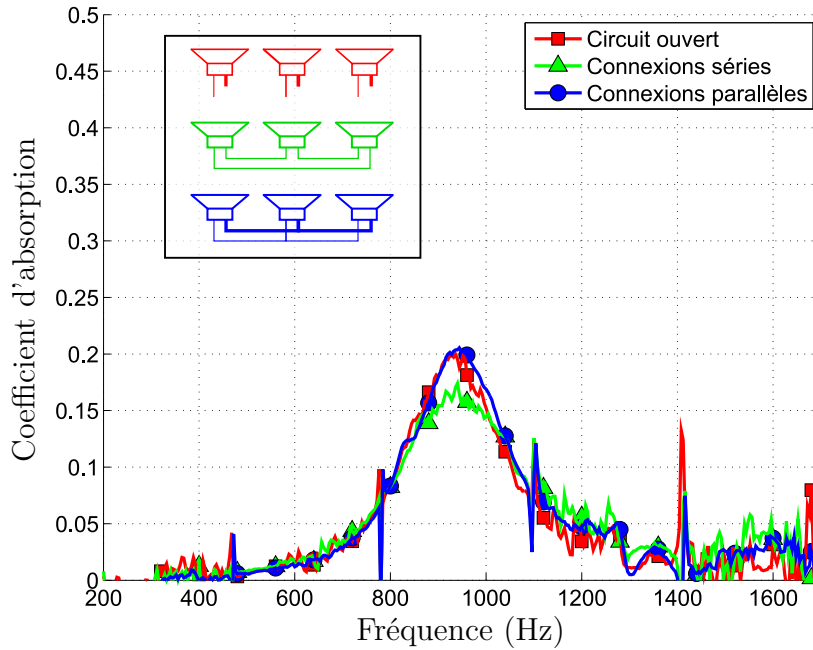 0.5
0.45
0.4
0.35
0.3
0.25
0.2
0.15
0.1
0.05
0
Coefficient d'absorption
Circuit ouvert
Connexions séries
Connexions parallèles
200 400 600 800 1000 1200 1400 1600
Fréquence (Hz)